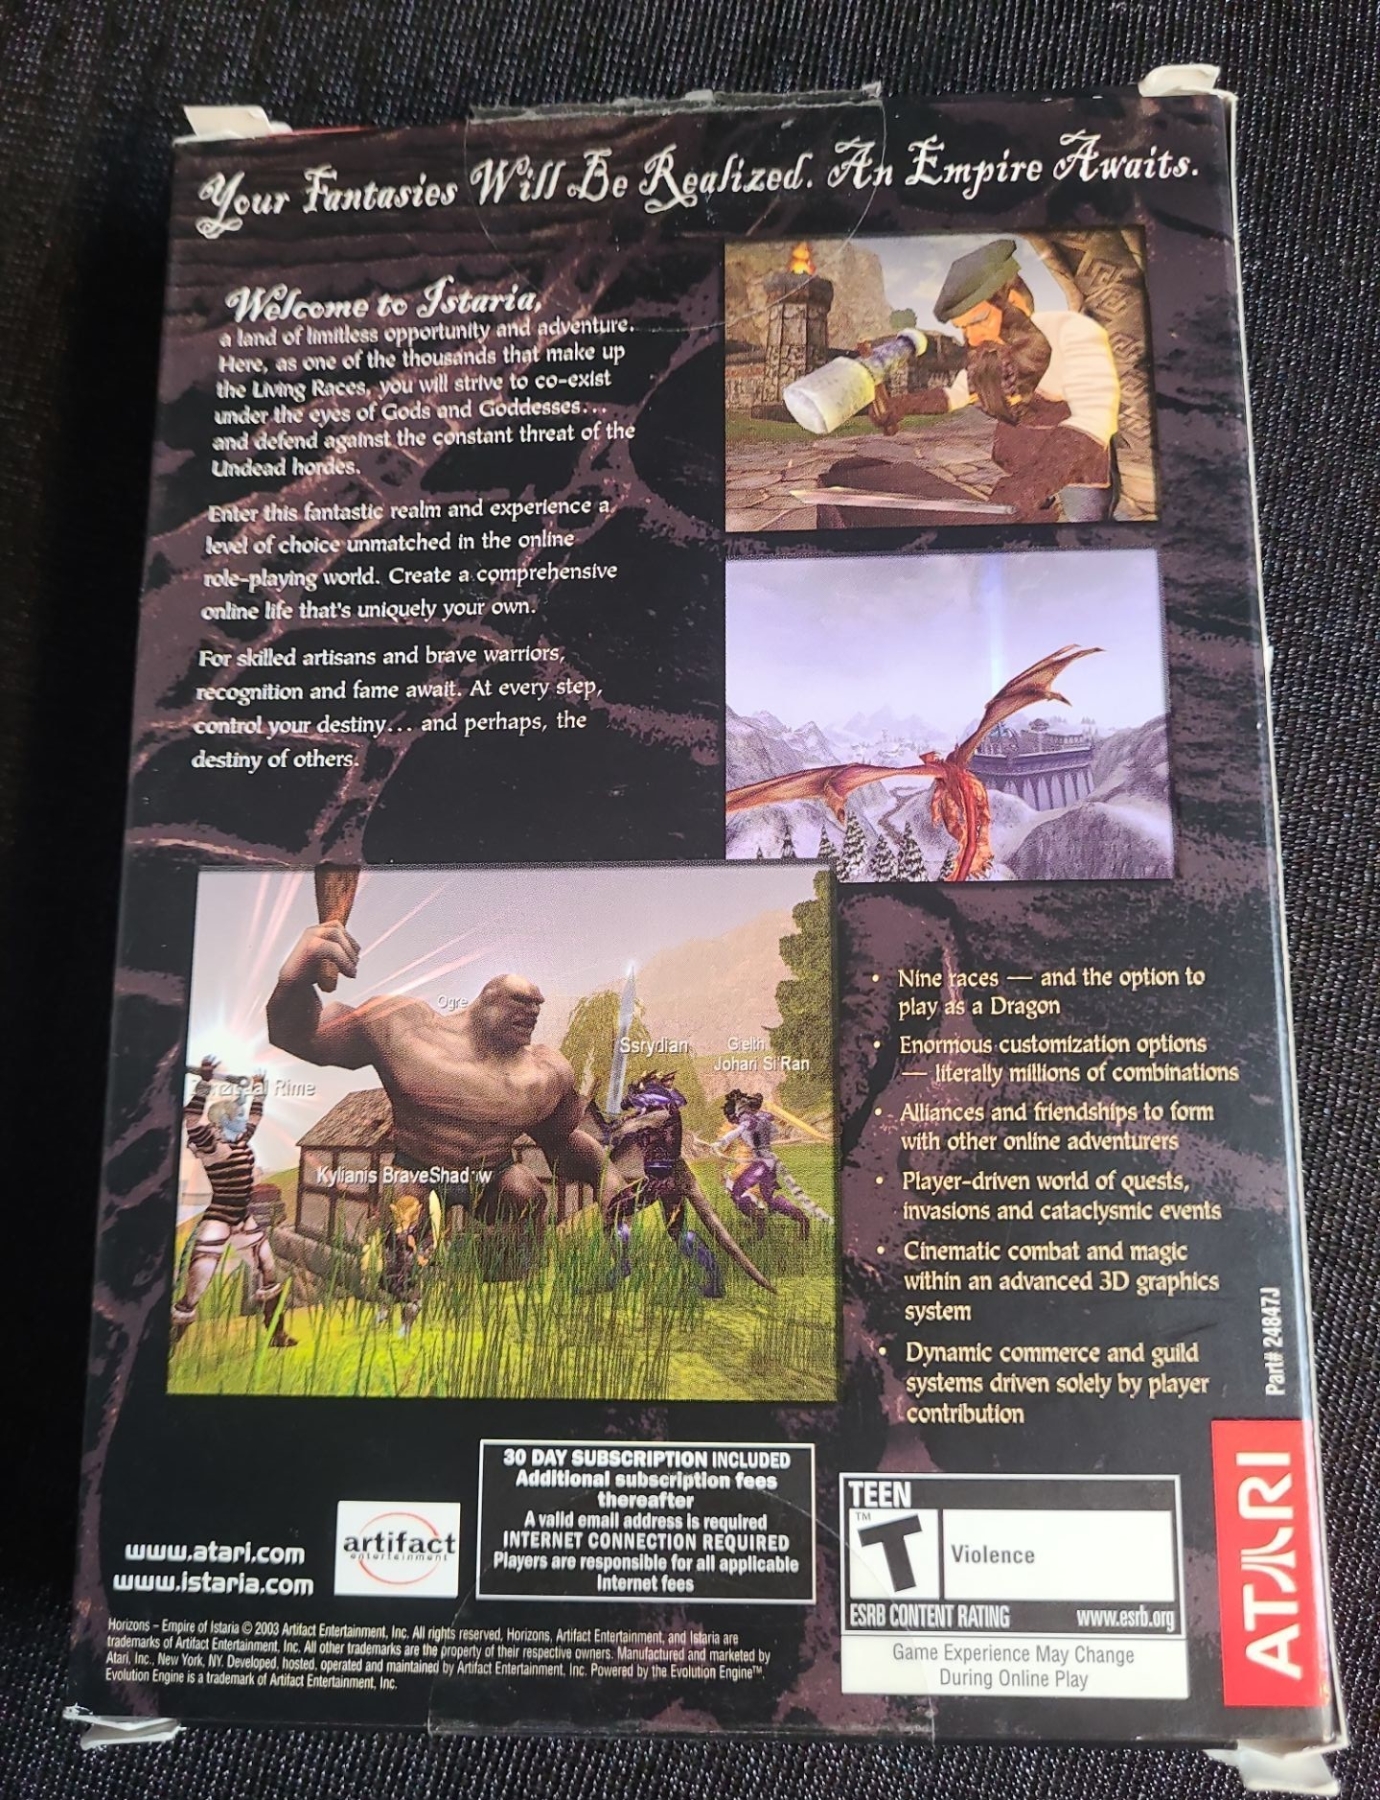 Your Fantasies Will Be Realized. An Empire Awaits.
Welcome to Istaria,
a land of limitless opportunity and adventure.
Here, as one of the thousands that make up
the Living Races, you will strive to co-exist
under the eyes of Gods and Goddesses...
and defend against the constant threat of the
Undead hordes.
Enter this fantastic realm and experience a
level of choice unmatched in the online
role-playing world. Create a comprehensive
online life that's uniquely your own.
For skilled artisans and brave warriors,
recognition and fame await. At every step,
control your destiny... and perhaps, the
destiny of others.
Ogre
Ssrydian
Gelth
Johari Si'Ran
Rime
Kylianis BraveShadow
• Nine races — and the option to
play as a Dragon
• Enormous customization options
— literally millions of combinations
• Alliances and friendships to form
with other online adventurers
• Player-driven world of quests,
invasions and cataclysmic events
• Cinematic combat and magic
within an advanced 3D graphics
system
• Dynamic commerce and guild
systems driven solely by player
contribution
Part# 24847J
ATARI
www.atari.com
www.istaria.com
artifact
entertainment
30 DAY SUBSCRIPTION INCLUDED
Additional subscription fees
thereafter
A valid email address is required
INTERNET CONNECTION REQUIRED
Players are responsible for all applicable
Internet fees
TEEN
T™
Violence
ESRB CONTENT RATING www.esrb.org
Game Experience May Change
During Online Play
Horizons – Empire of Istaria © 2003 Artifact Entertainment, Inc. All rights reserved, Horizons, Artifact Entertainment, and Istaria are
trademarks of Artifact Entertainment, Inc. All other trademarks are the property of their respective owners. Manufactured and marketed by
Atari, Inc., New York, NY. Developed, hosted, operated and maintained by Artifact Entertainment, Inc. Powered by the Evolution Engine™.
Evolution Engine is a trademark of Artifact Entertainment, Inc.